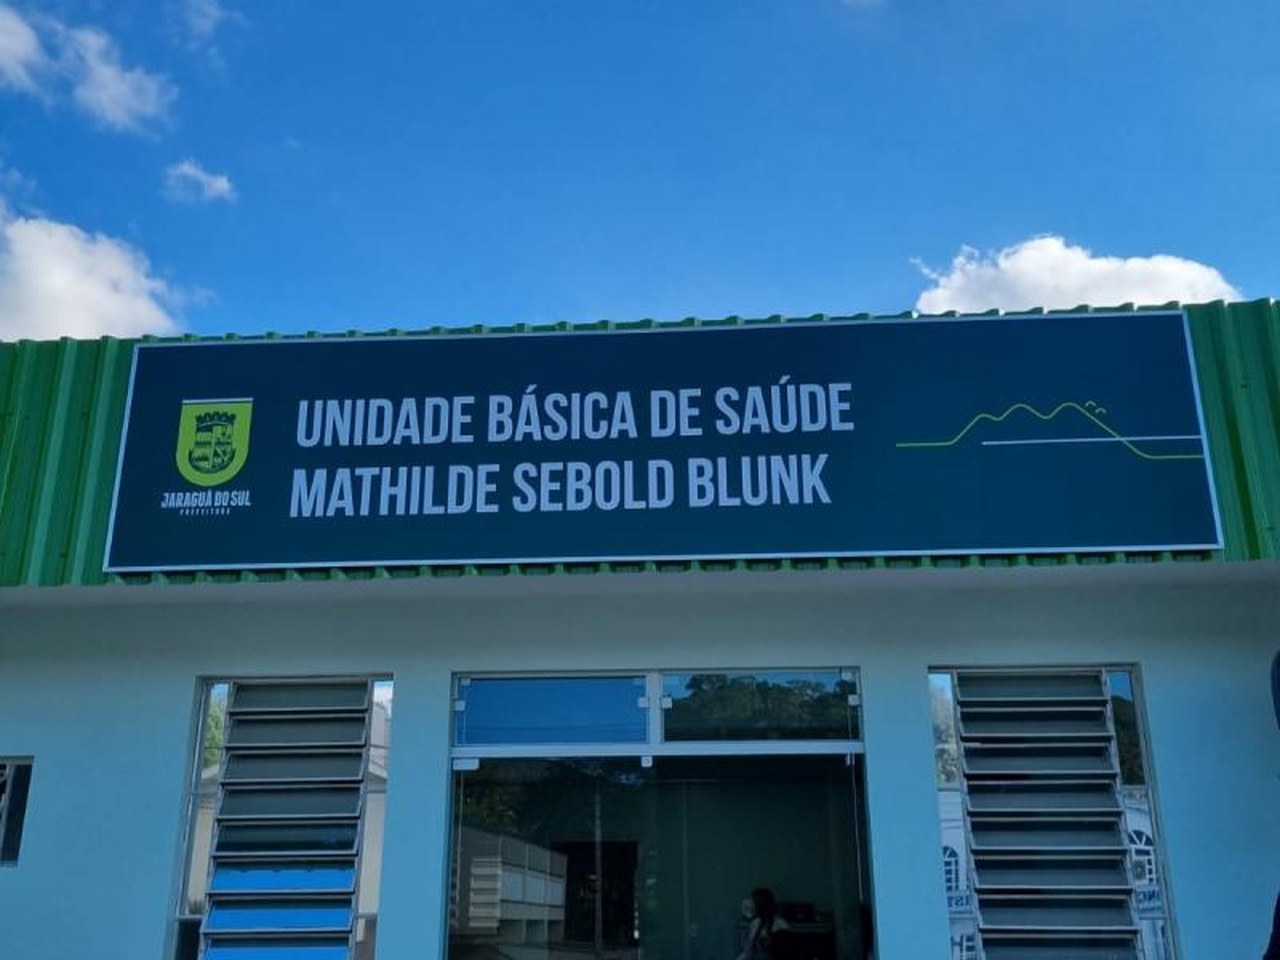 UNIDADE BÁSICA DE SAÚDE
MATHILDE SEBOLD BLUNK
JARAGUÁ DO SUL
PREFEITURA